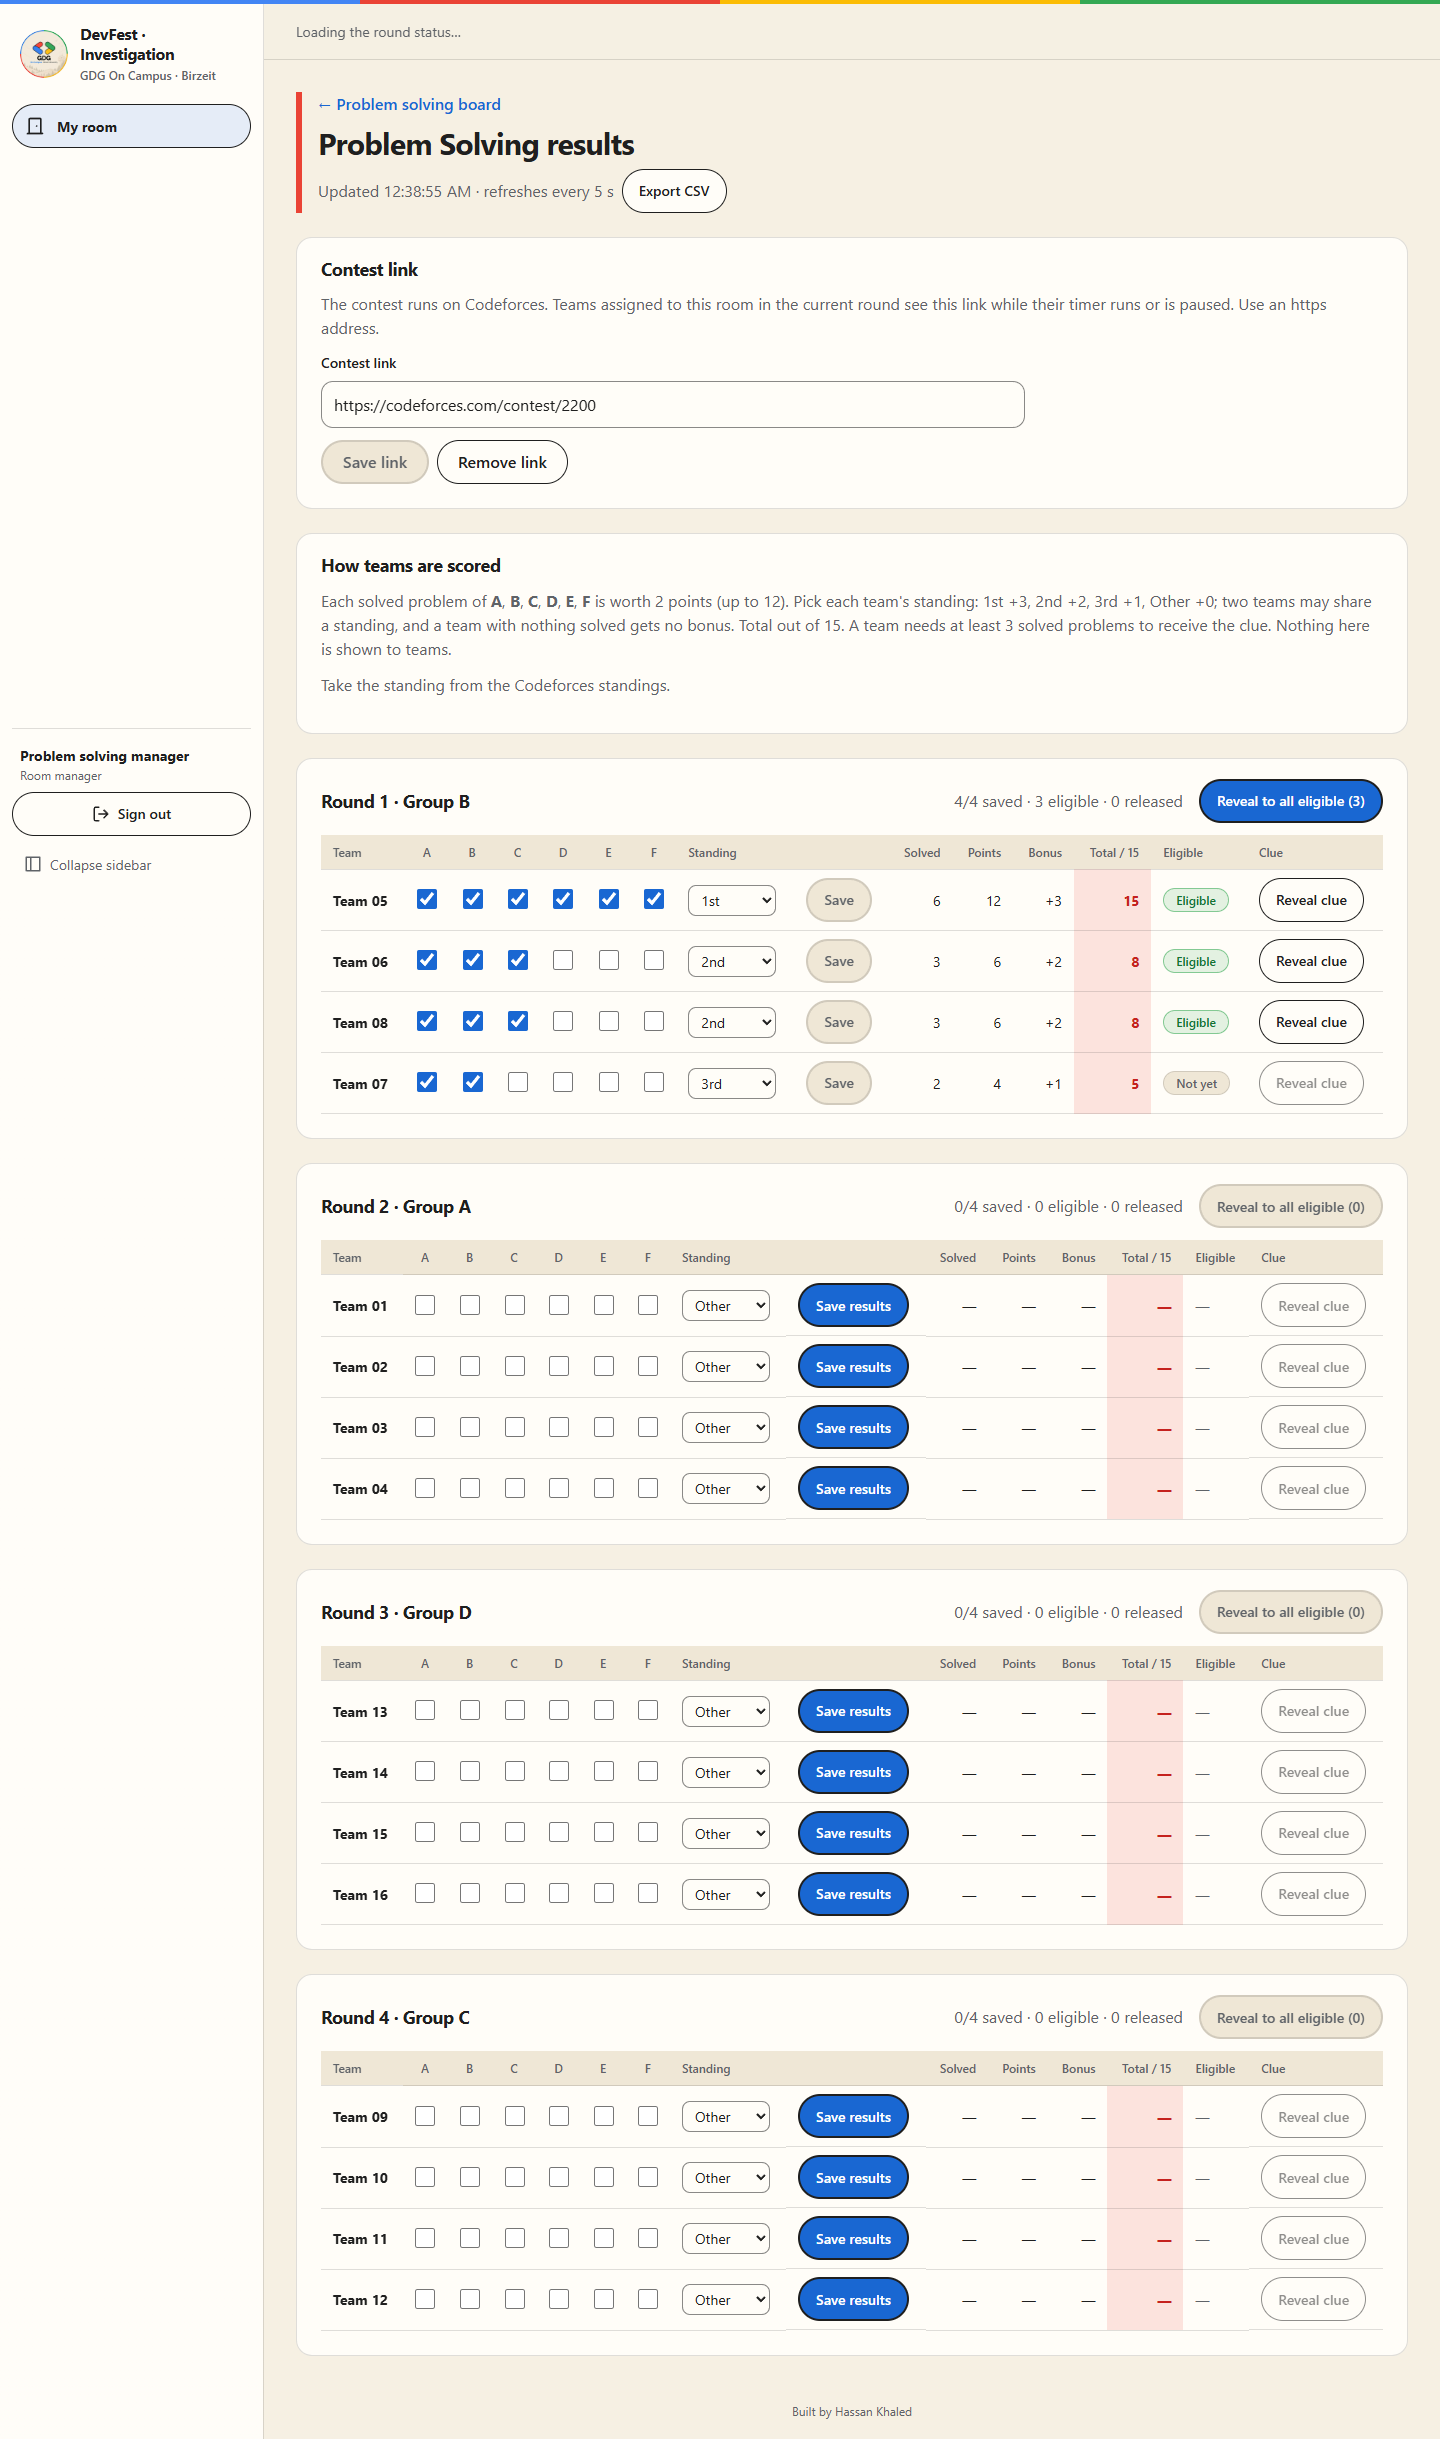 DevFest ·
Investigation
GDG On Campus · Birzeit
My room
Problem solving manager
Room manager
Sign out
Collapse sidebar
Loading the round status...
← Problem solving board
Problem Solving results
Updated 12:38:55 AM · refreshes every 5 s Export CSV
Contest link
The contest runs on Codeforces. Teams assigned to this room in the current round see this link while their timer runs or is paused. Use an https
address.
Contest link
https://codeforces.com/contest/2200
Save link Remove link
How teams are scored
Each solved problem of A, B, C, D, E, F is worth 2 points (up to 12). Pick each team's standing: 1st +3, 2nd +2, 3rd +1, Other +0; two teams may share
a standing, and a team with nothing solved gets no bonus. Total out of 15. A team needs at least 3 solved problems to receive the clue. Nothing here
is shown to teams.
Take the standing from the Codeforces standings.
Round 1 · Group B 4/4 saved · 3 eligible · 0 released Reveal to all eligible (3)
Team A B C D E F Standing Solved Points Bonus Total / 15 Eligible Clue
Team 05 1st Save 6 12 +3 15 Eligible Reveal clue
Team 06 2nd Save 3 6 +2 8 Eligible Reveal clue
Team 08 2nd Save 3 6 +2 8 Eligible Reveal clue
Team 07 3rd Save 2 4 +1 5 Not yet Reveal clue
Round 2 · Group A 0/4 saved · 0 eligible · 0 released Reveal to all eligible (0)
Team A B C D E F Standing Solved Points Bonus Total / 15 Eligible Clue
Team 01 Other Save results — — — — — Reveal clue
Team 02 Other Save results — — — — — Reveal clue
Team 03 Other Save results — — — — — Reveal clue
Team 04 Other Save results — — — — — Reveal clue
Round 3 · Group D 0/4 saved · 0 eligible · 0 released Reveal to all eligible (0)
Team A B C D E F Standing Solved Points Bonus Total / 15 Eligible Clue
Team 13 Other Save results — — — — — Reveal clue
Team 14 Other Save results — — — — — Reveal clue
Team 15 Other Save results — — — — — Reveal clue
Team 16 Other Save results — — — — — Reveal clue
Round 4 · Group C 0/4 saved · 0 eligible · 0 released Reveal to all eligible (0)
Team A B C D E F Standing Solved Points Bonus Total / 15 Eligible Clue
Team 09 Other Save results — — — — — Reveal clue
Team 10 Other Save results — — — — — Reveal clue
Team 11 Other Save results — — — — — Reveal clue
Team 12 Other Save results — — — — — Reveal clue
Built by Hassan Khaled